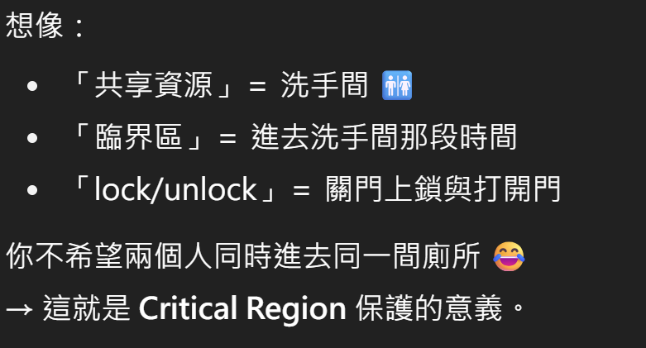 想像：
• 「共享資源」= 洗手間 🚻
• 「臨界區」= 進去洗手間那段時間
• 「lock/unlock」= 關門上鎖與打開門
你不希望兩個人同時進去同一間廁所 😂
→ 這就是 Critical Region 保護的意義。